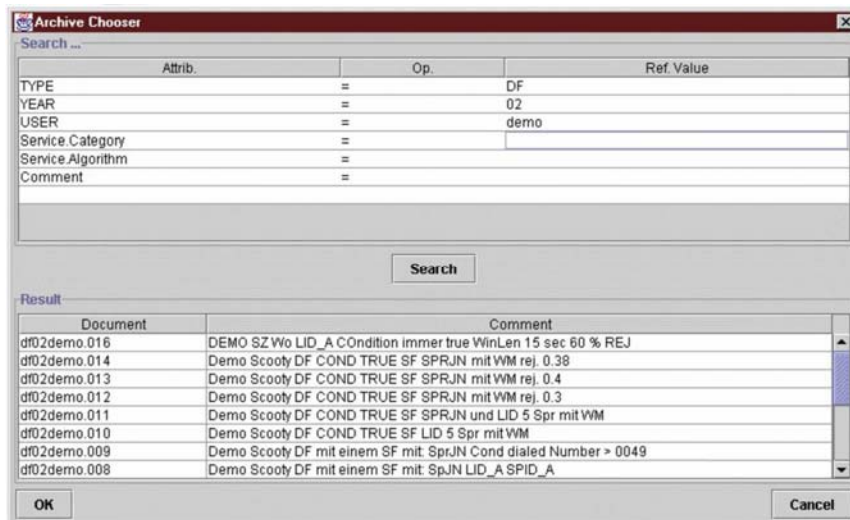 Archive Chooser
Search ...
Attrib. Op. Ref. Value
TYPE = DF
YEAR = 02
USER = demo
Service.Category =
Service.Algorithm =
Comment =
Search
Result
Document Comment
df02demo.016 DEMO SZ Wo LID_A COndition immer true WinLen 15 sec 60 % REJ
df02demo.014 Demo Scooty DF COND TRUE SF SPRJN mit WM rej. 0.38
df02demo.013 Demo Scooty DF COND TRUE SF SPRJN mit WM rej. 0.4
df02demo.012 Demo Scooty DF COND TRUE SF SPRJN mit WM rej. 0.3
df02demo.011 Demo Scooty DF COND TRUE SF SPRJN und LID 5 Spr mit WM
df02demo.010 Demo Scooty DF COND TRUE SF LID 5 Spr mit WM
df02demo.009 Demo Scooty DF mit einem SF mit: SprJN Cond dialed Number > 0049
df02demo.008 Demo Scooty DF mit einem SF mit: SpJN LID_A SPID_A
OK Cancel